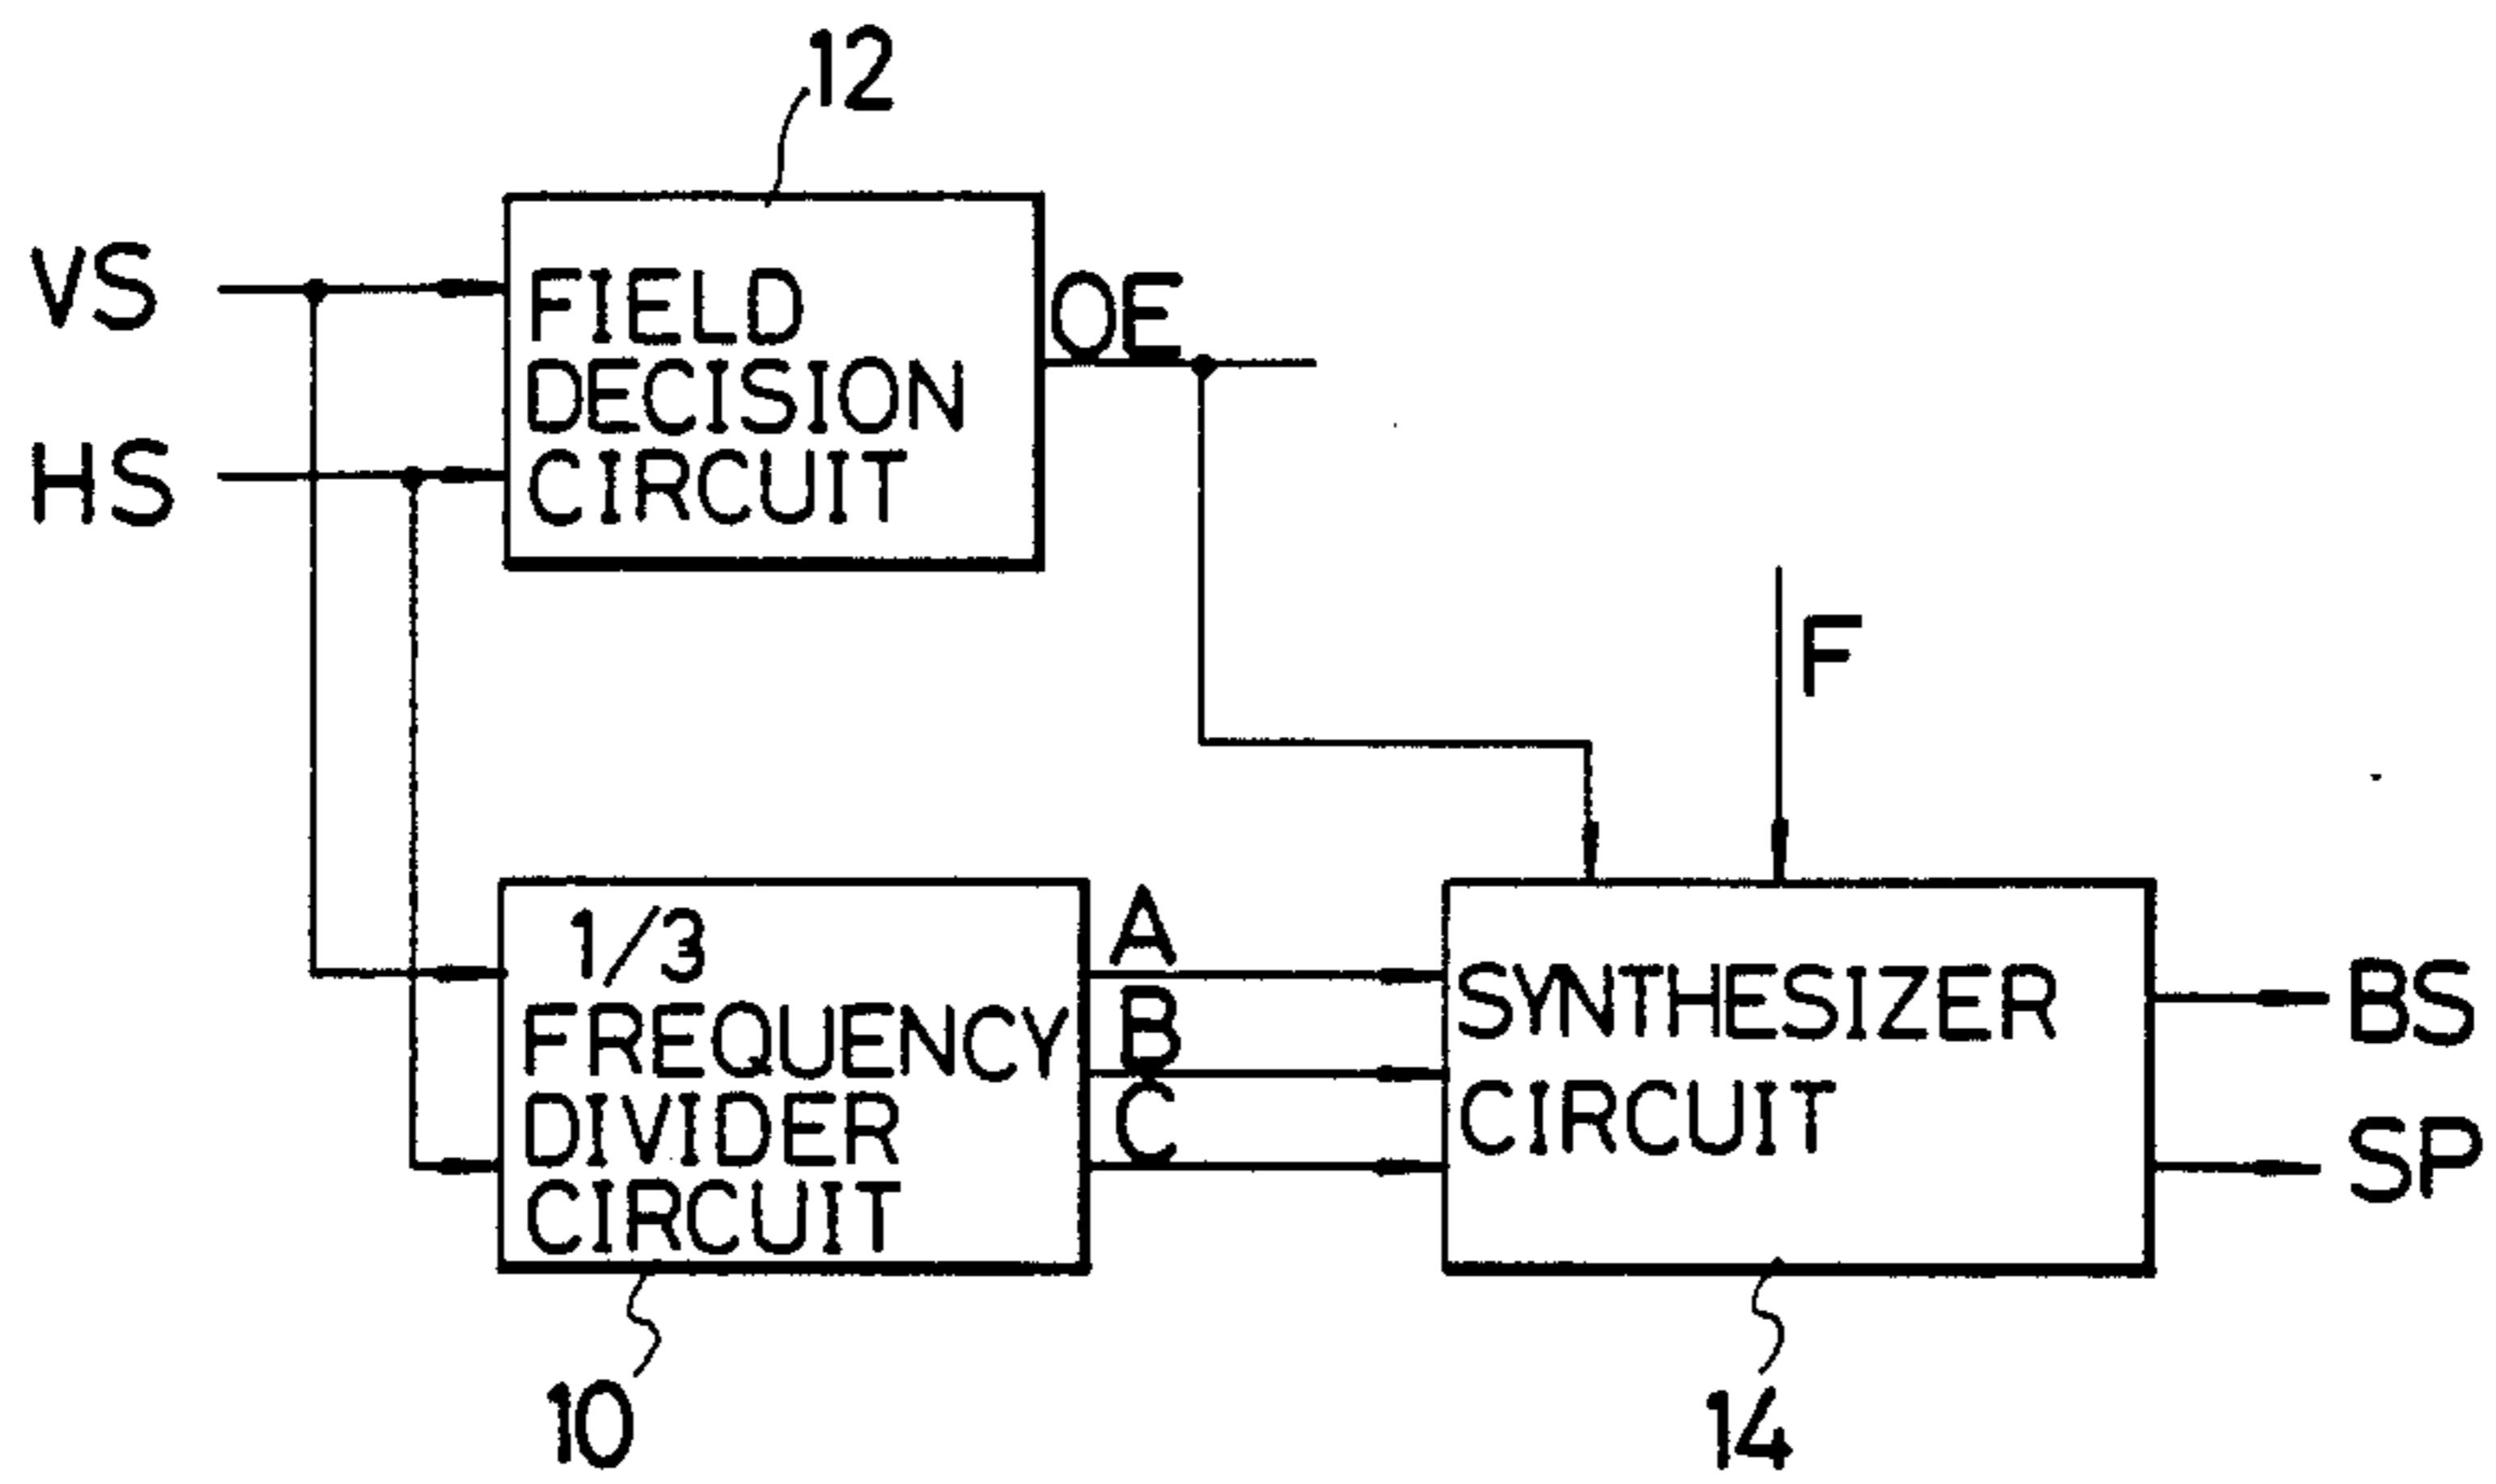 12
VS
HS
FIELD
DECISION
CIRCUIT
OE
F
1/3
FREQUENCY
DIVIDER
CIRCUIT
A
B
C
SYNTHESIZER
CIRCUIT
BS
SP
10
14